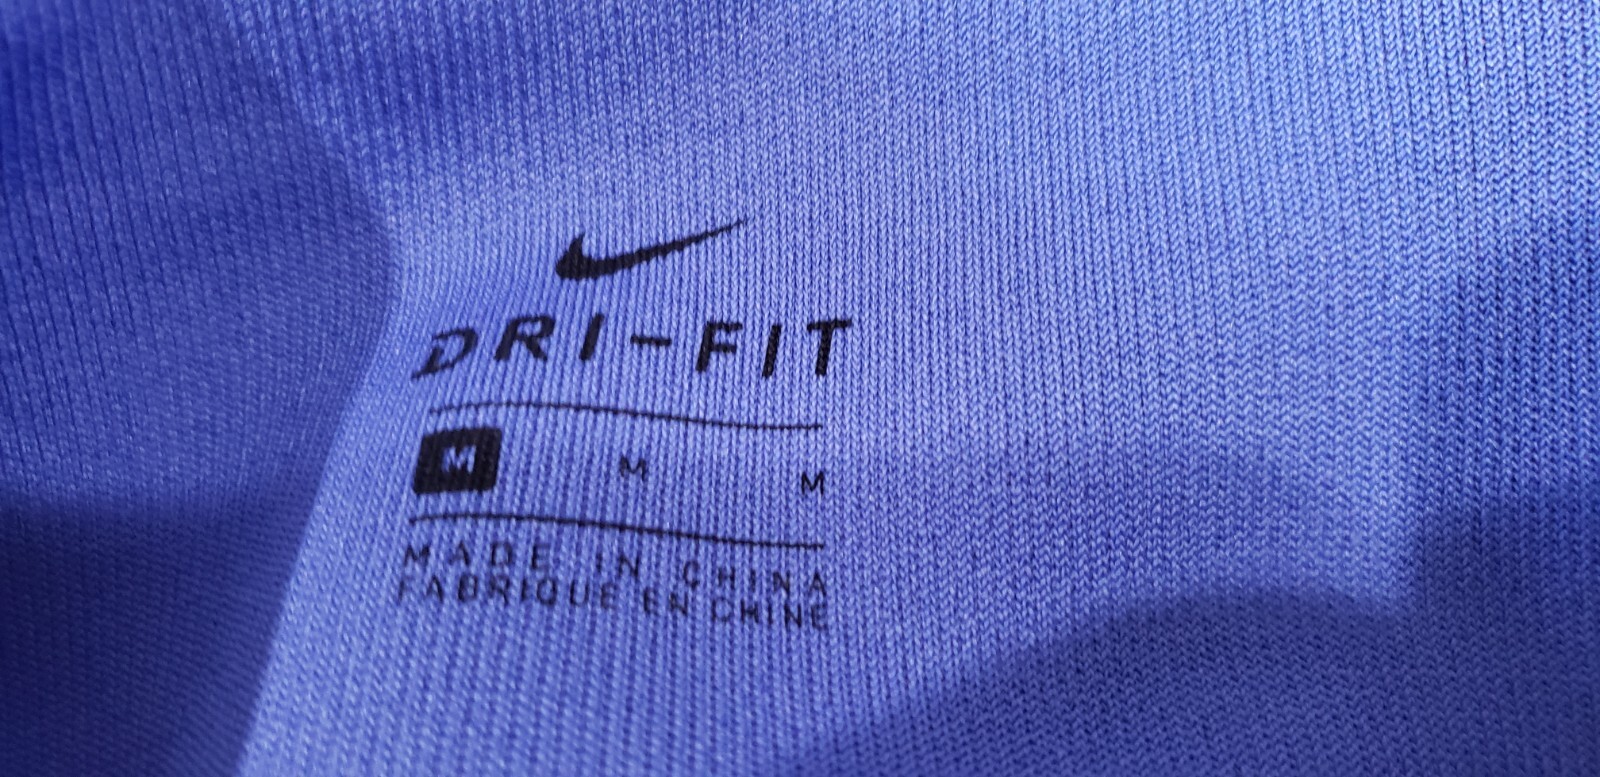 DRI-FIT
M M M
MADE IN CHINA
FABRIQUE EN CHINE